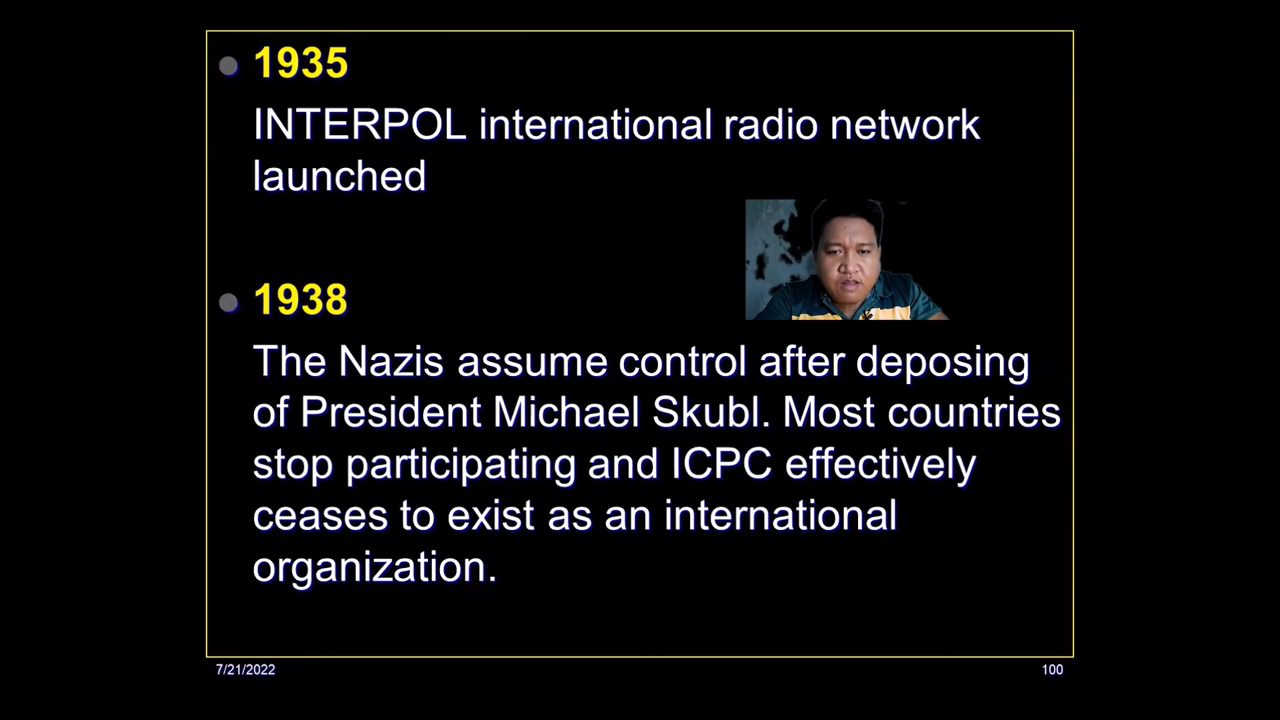 1935
INTERPOL international radio network
launched
1938
The Nazis assume control after deposing
of President Michael Skubl. Most countries
stop participating and ICPC effectively
ceases to exist as an international
organization.
7/21/2022
100